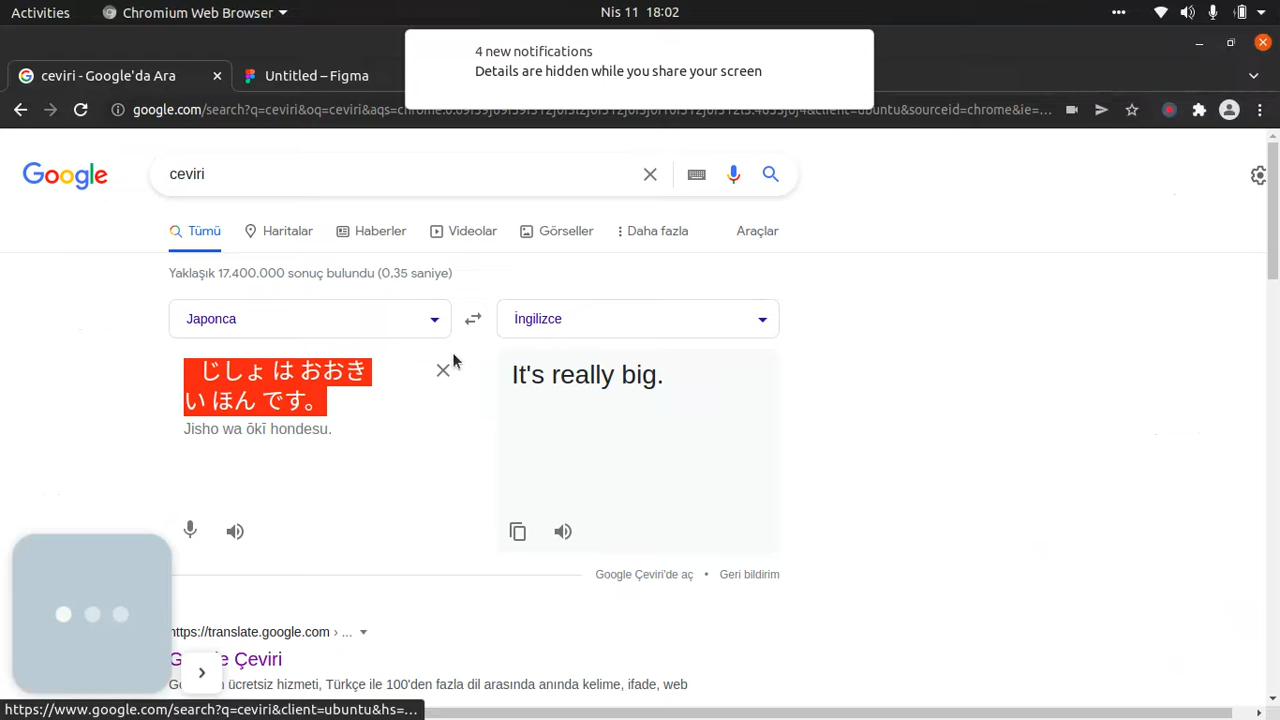 Activities
Chromium Web Browser
Nis 11 18:02
4 new notifications
Details are hidden while you share your screen
ceviri - Google'da Ara
Untitled – Figma
Google
ceviri
Tümü
Haritalar
Haberler
Videolar
Görseller
Daha fazla
Araçlar
Yaklaşık 17.400.000 sonuç bulundu (0,35 saniye)
Japonca
İngilizce
じしょ は おおき
い ほん です。
Jisho wa ōkī hondesu.
It's really big.
Google Çeviri'de aç • Geri bildirim
https://translate.google.com › ...
Çeviri
ücretsiz hizmeti, Türkçe ile 100'den fazla dil arasında anında kelime, ifade, web
https://www.google.com/search?q=ceviri&client=ubuntu&hs=...